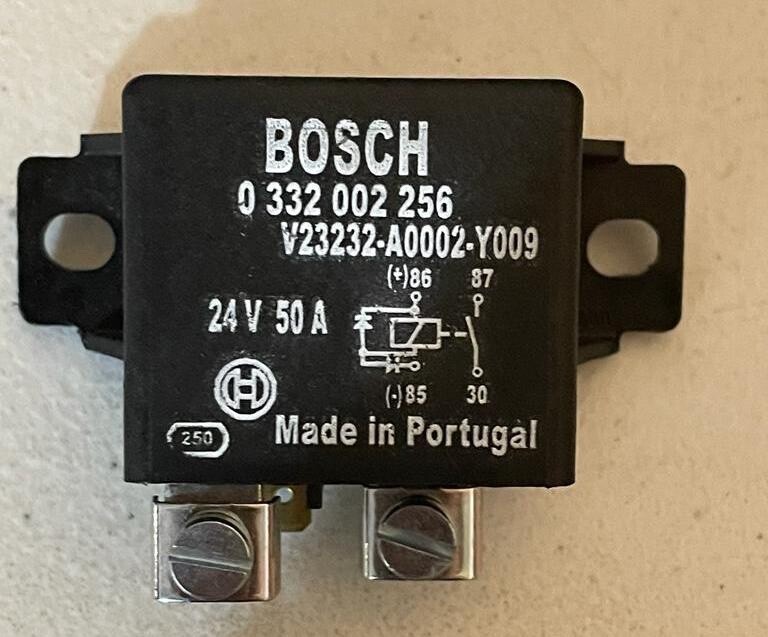 BOSCH
0 332 002 256
V23232-A0002-Y009
(+)86 87
24 V 50 A
(-)85 30
250
Made in Portugal